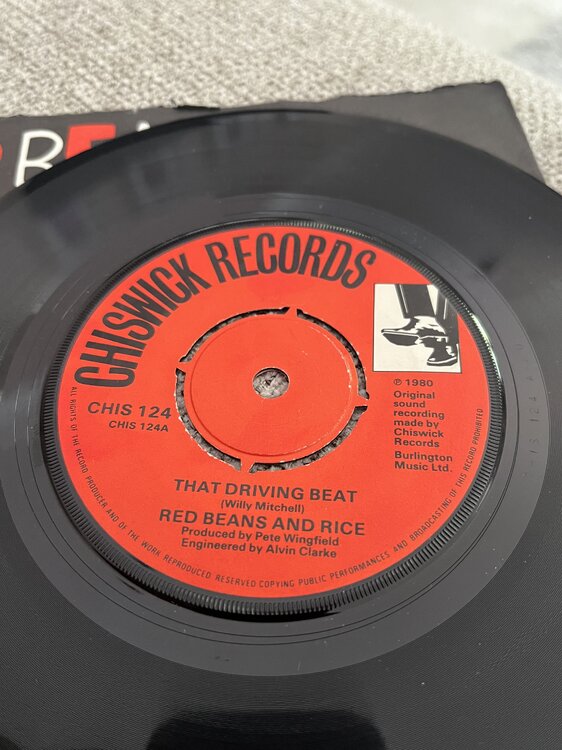 CHISWICK RECORDS
CHIS 124
CHIS 124A
℗ 1980
Original
sound
recording
made by
Chiswick
Records
Burlington
Music Ltd.
THAT DRIVING BEAT
(Willy Mitchell)
RED BEANS AND RICE
Produced by Pete Wingfield
Engineered by Alvin Clarke
ALL RIGHTS OF THE RECORD PRODUCER AND OF THE WORK REPRODUCED RESERVED COPYING PUBLIC PERFORMANCES AND BROADCASTING OF THIS RECORD PROHIBITED